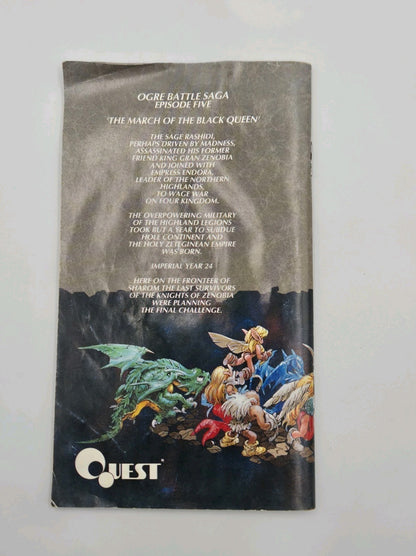 OGRE BATTLE SAGA
EPISODE FIVE
'THE MARCH OF THE BLACK QUEEN'
THE SAGE RASHIDI,
PERHAPS DRIVEN BY MADNESS,
ASSASSINATED HIS FORMER
FRIEND KING GRAN ZENOBIA
AND JOINED WITH
EMPRESS ENDORA,
LEADER OF THE NORTHERN
HIGHLANDS,
TO WAGE WAR
ON FOUR KINGDOM.
THE OVERPOWERING MILITARY
OF THE HIGHLAND LEGIONS
TOOK BUT A YEAR TO SUBDUE
HOLE CONTINENT AND
THE HOLY ZETEGINEAN EMPIRE
WAS BORN.
IMPERIAL YEAR 24
HERE ON THE FRONTEER OF
SHAROM THE LAST SURVIVORS
OF THE KNIGHTS OF ZENOBIA
WERE PLANNING
THE FINAL CHALLENGE.
QUEST